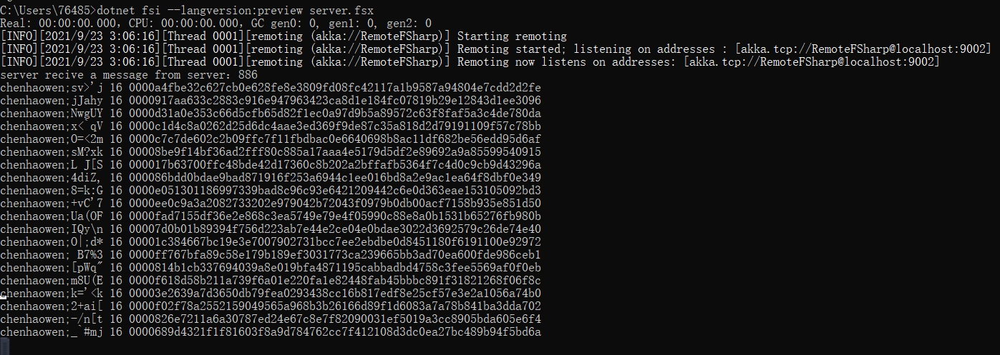 C:\Users\76485>dotnet fsi --langversion:preview server.fsx
Real: 00:00:00.000, CPU: 00:00:00.000, GC gen0: 0, gen1: 0, gen2: 0
[INFO][2021/9/23 3:06:16][Thread 0001][remoting (akka://RemoteFSharp)] Starting remoting
[INFO][2021/9/23 3:06:16][Thread 0001][remoting (akka://RemoteFSharp)] Remoting started; listening on addresses : [akka.tcp://RemoteFSharp@localhost:9002]
[INFO][2021/9/23 3:06:16][Thread 0001][remoting (akka://RemoteFSharp)] Remoting now listens on addresses: [akka.tcp://RemoteFSharp@localhost:9002]
server recive a message from server: 886
chenhaowen;sv>'j 16 0000a4fbe32c627cb0e628fe8e3809fd08fc42117a1b9587a94804e7cdd2d2fe
chenhaowen;jJahy 16 0000917aa633c2883c916e947963423ca8d1e184fc07819b29e12843d1ee3096
chenhaowen;NwgUY 16 0000d31a0e353c66d5cfb65d82f1ec0a97d9b5a89572c63f8faf5a3c4de780da
chenhaowen;x<`qV 16 0000c1d4c8a0262d25d6dc4aae3ed369f9de87c35a818d2d79191109f57c78bb
chenhaowen;O=<2m 16 0000c7c7de602c2b09ffc7f11fbdbac0e6640698b8ac11df682be56edd95d6af
chenhaowen;sM?xk 16 00008be9f14bf36ad2fff80c885a17aaa4e5179d5df2e89692a9a85599540915
chenhaowen;L J[S 16 000017b63700ffc48bde42d17360c8b202a2bffafb5364f7c4d0c9cb9d43296a
chenhaowen;4diZ, 16 000086bdd0bdae9bad871916f253a6944c1ee016bd8a2e9ac1ea64f8dbf0e349
chenhaowen;8=k:G 16 0000e051301186997339bad8c96c93e6421209442c6e0d363eae153105092bd3
chenhaowen;+vC'7 16 0000ee0c9a3a2082733202e979042b72043f0979b0db00acf7158b935e851d50
chenhaowen;Ua(OF 16 0000fad7155df36e2e868c3ea5749e79e4f05990c88e8a0b1531b65276fb980b
chenhaowen;IQy\n 16 00007d0b01b89394f756d223ab7e44e2ce04e0bdae3022d3692579c26de74e40
chenhaowen;O|;d* 16 00001c384667bc19e3e7007902731bcc7ee2ebdbe0d8451180f6191100e92972
chenhaowen; B7%3 16 0000ff767bfa89c58e179b189ef3031773ca239665bb3ad70ea600fde986ceb1
chenhaowen;[pWq" 16 0000814b1cb337694039a8e019bfa4871195cabbadbd4758c3fee5569af0f0eb
chenhaowen;m8U(E 16 0000f618d58b211a739f6a01e220fa1e82448fab45bbbc891f31821268f06f8c
chenhaowen;k='<k 16 00003e2639a7d3650db79fea0293438cc16b817edf8e25cf57e3e2a1056a74b0
chenhaowen;2+ai[ 16 0000f02f78a2552159049565a968b3b26166d89f1d6083a7a78b841ba3dda702
chenhaowen;-/n[t 16 0000826e7211a6a30787ed24e67c8e7f82090031ef5019a3cc8905bda605e6f4
chenhaowen;_`#mj 16 0000689d4321f1f81603f8a9d784762cc7f412108d3dc0ea27bc489b94f5bd6a